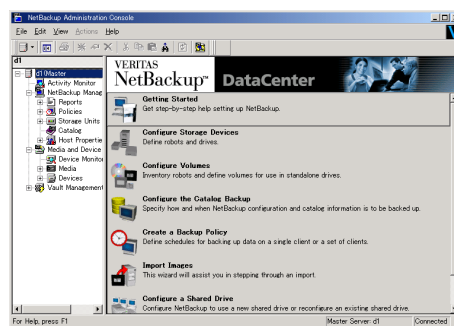 NetBackup Administration Console
File Edit View Actions Help
d1
d1(Master
Activity Monitor
NetBackup Manag
Reports
Policies
Storage Units
Catalog
Host Propertie
Media and Device
Device Monito
Media
Devices
Vault Management
VERITAS
NetBackup™ DataCenter
Getting Started
Get step-by-step help setting up NetBackup.
Configure Storage Devices
Define robots and drives.
Configure Volumes
Inventory robots and define volumes for use in standalone drives.
Configure the Catalog Backup
Specify how and when NetBackup configuration and catalog information is to be backed up.
Create a Backup Policy
Define schedules for backing up data on a single client or a set of clients.
Import Images
This wizard will assist you in stepping through an import.
Configure a Shared Drive
Configure NetBackup to use a new shared drive or reconfigure an existing shared drive.
For Help, press F1
Master Server: d1
Connected